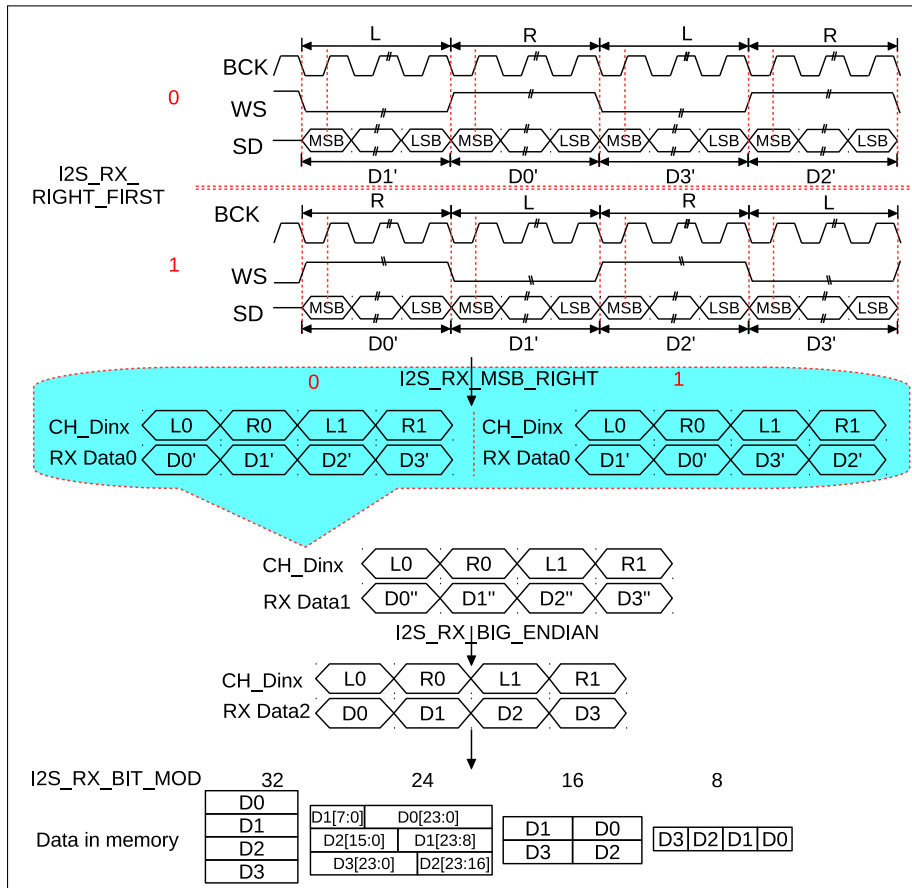 L R L R
BCK
0
WS
SD MSB LSB MSB LSB MSB LSB MSB LSB
D1' D0' D3' D2'
I2S_RX_
RIGHT_FIRST
R L R L
BCK
1
WS
SD MSB LSB MSB LSB MSB LSB MSB LSB
D0' D1' D2' D3'
0 I2S_RX_MSB_RIGHT 1
CH_Dinx L0 R0 L1 R1 CH_Dinx L0 R0 L1 R1
RX Data0 D0' D1' D2' D3' RX Data0 D1' D0' D3' D2'
CH_Dinx L0 R0 L1 R1
RX Data1 D0" D1" D2" D3"
I2S_RX_BIG_ENDIAN
CH_Dinx L0 R0 L1 R1
RX Data2 D0 D1 D2 D3
I2S_RX_BIT_MOD 32 24 16 8
Data in memory
D0
D1
D2
D3
D1[7:0] D0[23:0]
D2[15:0] D1[23:8]
D3[23:0] D2[23:16]
D1 D0
D3 D2
D3 D2 D1 D0